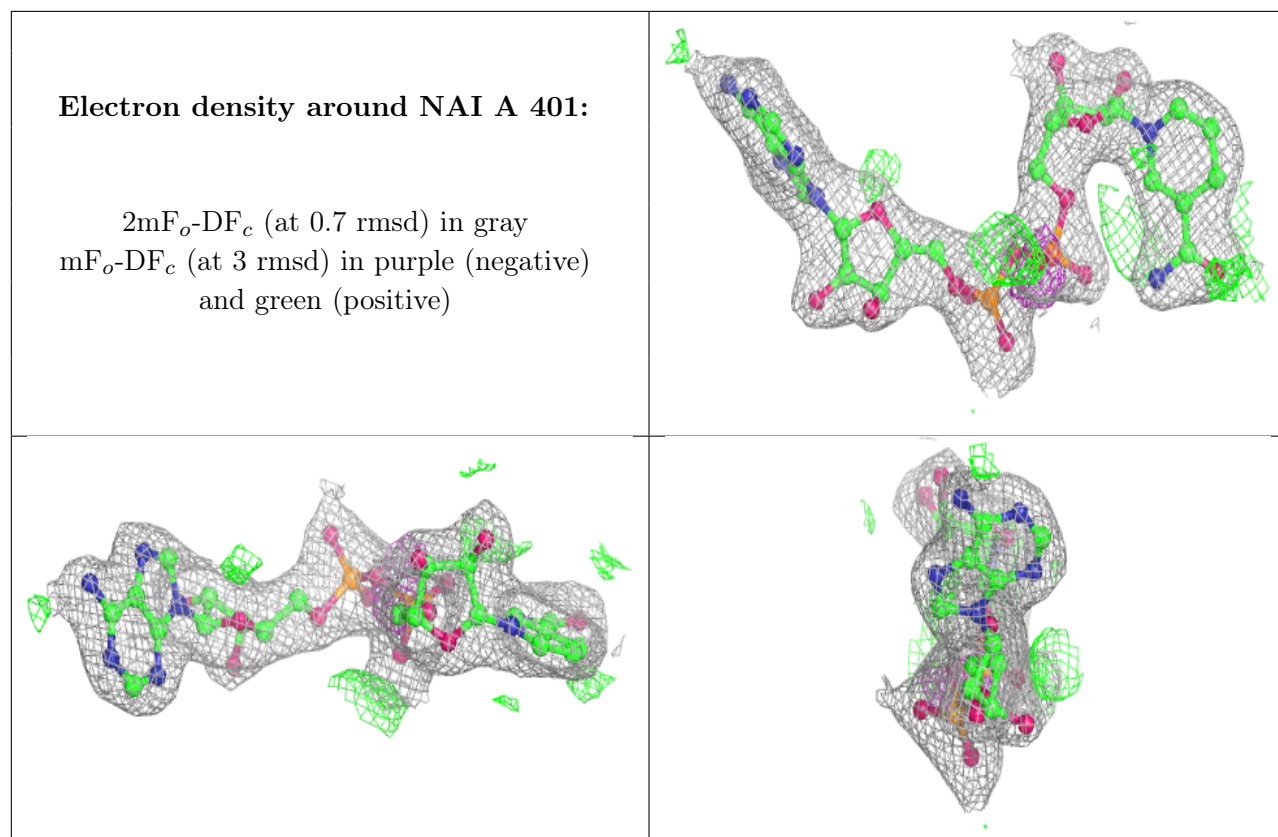 Electron density around NAI A 401:
2mFo-DFc (at 0.7 rmsd) in gray
mFo-DFc (at 3 rmsd) in purple (negative)
and green (positive)